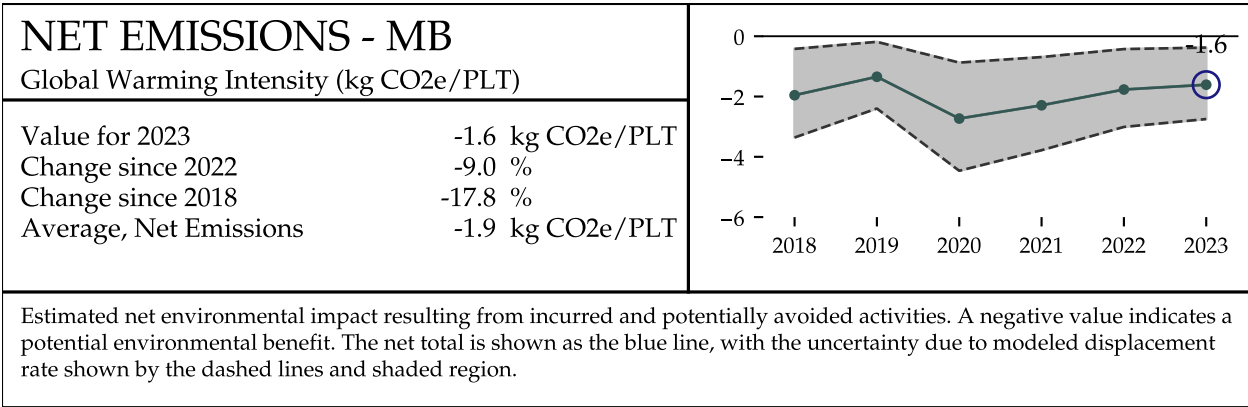 NET EMISSIONS - MB
Global Warming Intensity (kg CO2e/PLT)
Value for 2023 -1.6 kg CO2e/PLT
Change since 2022 -9.0 %
Change since 2018 -17.8 %
Average, Net Emissions -1.9 kg CO2e/PLT
-1.6
0
−2
−4
−6
2018 2019 2020 2021 2022 2023
Estimated net environmental impact resulting from incurred and potentially avoided activities. A negative value indicates a
potential environmental benefit. The net total is shown as the blue line, with the uncertainty due to modeled displacement
rate shown by the dashed lines and shaded region.